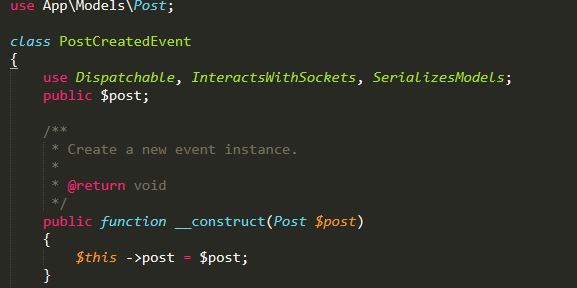 use App\Models\Post;
class PostCreatedEvent
{
use Dispatchable, InteractsWithSockets, SerializesModels;
public $post;
/**
* Create a new event instance.
*
* @return void
*/
public function __construct(Post $post)
{
$this ->post = $post;
}